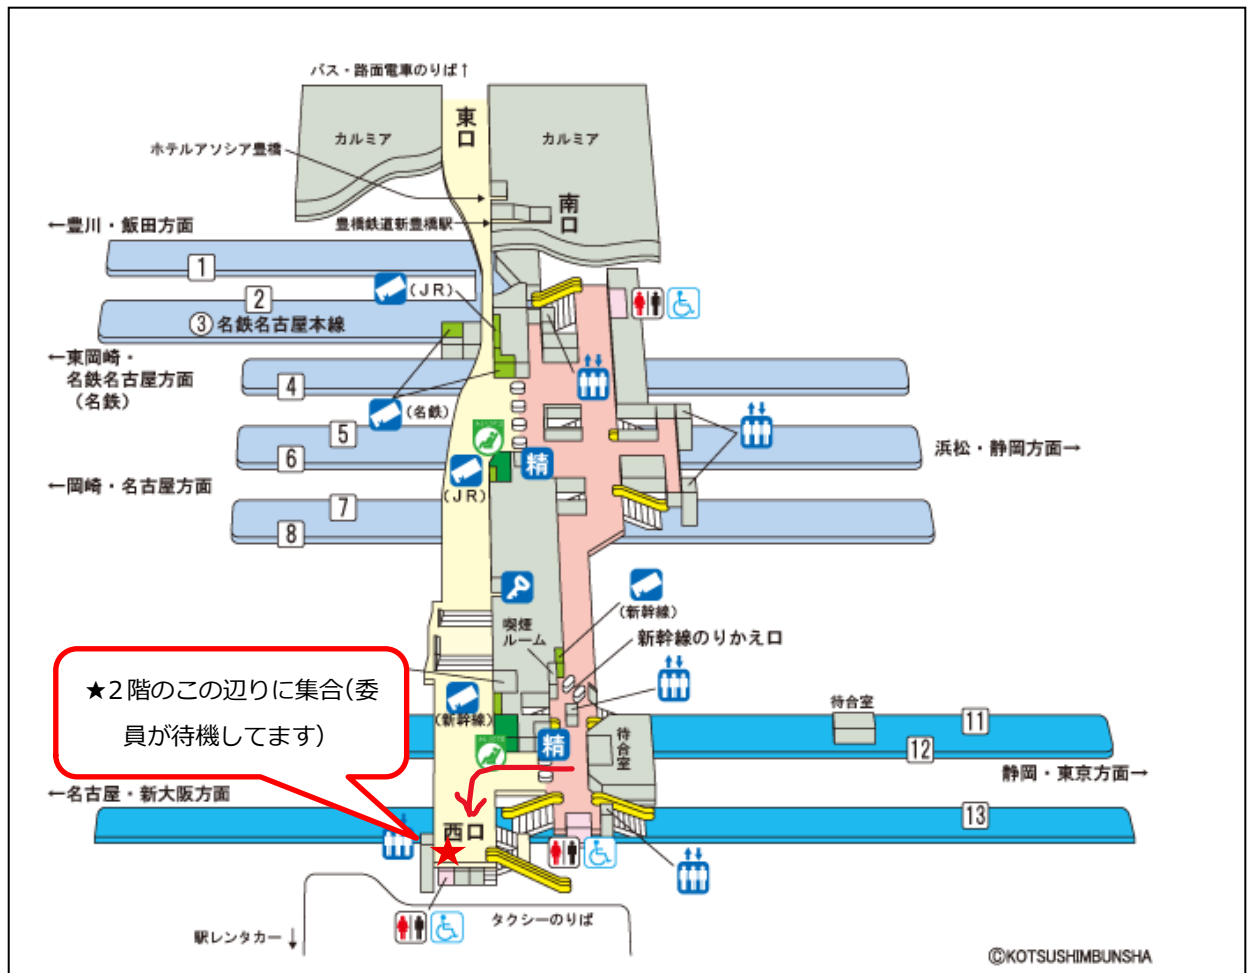 バス・路面電車のりば↑
東口
カルミア
カルミア
ホテルアソシア豊橋
南口
←豊川・飯田方面
豊橋鉄道新豊橋駅
1
(JR)
2
③名鉄名古屋本線
←東岡崎・
名鉄名古屋方面
(名鉄)
4
(名鉄)
5
6
精
浜松・静岡方面→
←岡崎・名古屋方面
(JR)
7
8
喫煙
ルーム
(新幹線)
新幹線のりかえ口
★2階のこの辺りに集合(委
員が待機してます)
(新幹線)
精
待合室
待合室
11
12
静岡・東京方面→
←名古屋・新大阪方面
13
西口
★
タクシーのりば
駅レンタカー↓
©KOTSUSHIMBUNSHA